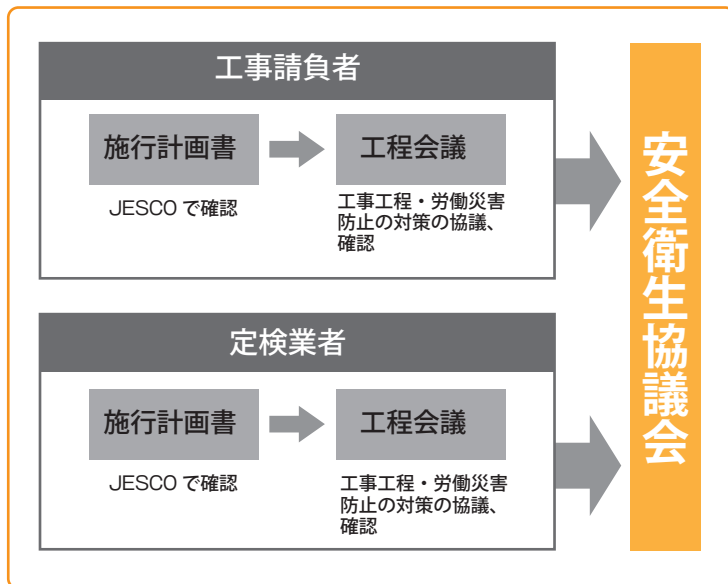 工事請負者
施行計画書
工程会議
JESCO で確認
工事工程・労働災害
防止の対策の協議、
確認
定検業者
施行計画書
工程会議
JESCO で確認
工事工程・労働災害
防止の対策の協議、
確認
安全衛生協議会